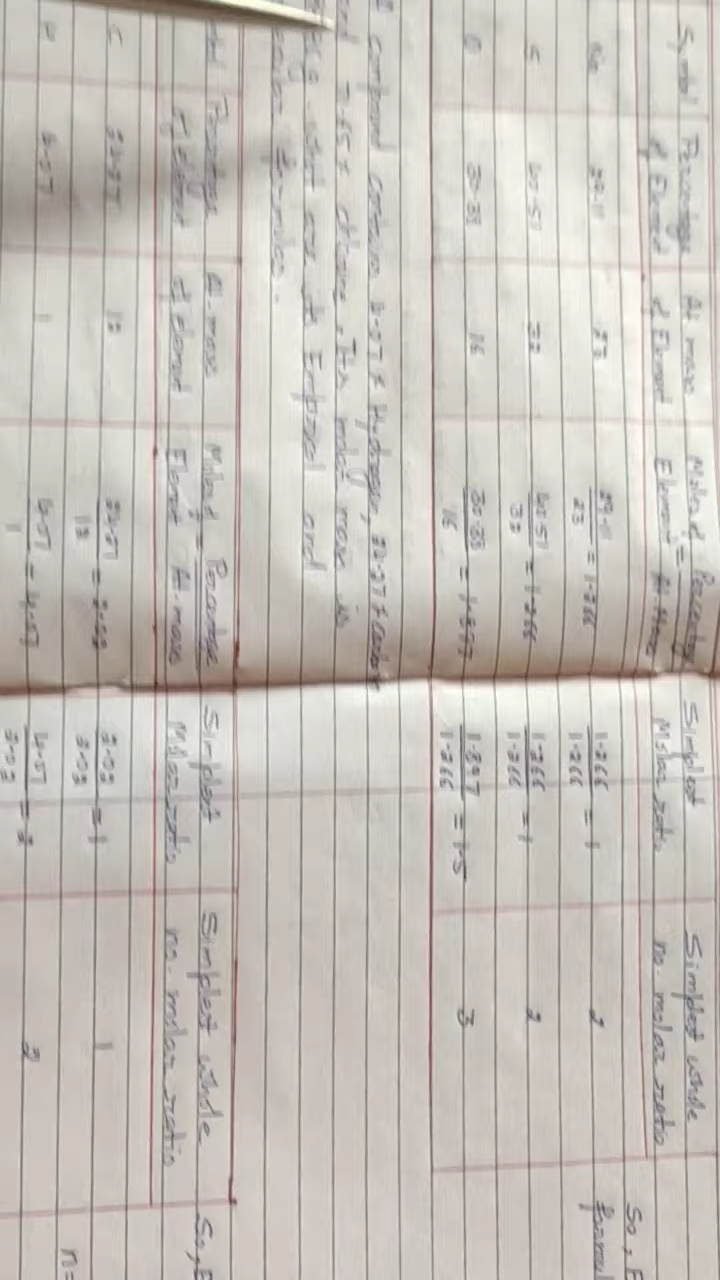 Symbol Percentage of Element At. mass of Element Moles of Element = Percentage / At. Mass Simplest Molar ratio Simplest whole no. molar ratio
29.11 23 29.11/23 = 1.266 1.266/1.266 = 1 2 So,
S 40.51 32 40.51/32 = 1.266 1.266/1.266 = 1 2
O 30.38 16 30.38/16 = 1.897 1.897/1.266 = 1.5 3
compound contains 4.07% Hydrogen, 24.27% Carbon
and 71.65% chlorine, Its molar mass is
what are its Empirical and
formulas.
Percentage of element At. mass of element Moles of Element = Percentage / At. mass Simplest Molar ratio Simplest whole no. molar ratio So,
C 24.27 12 24.27/12 = 2.02 2.02/2.02 = 1 1 n=
H 4.07 1 4.07/1 = 4.07 4.07/2.02 = 2 2